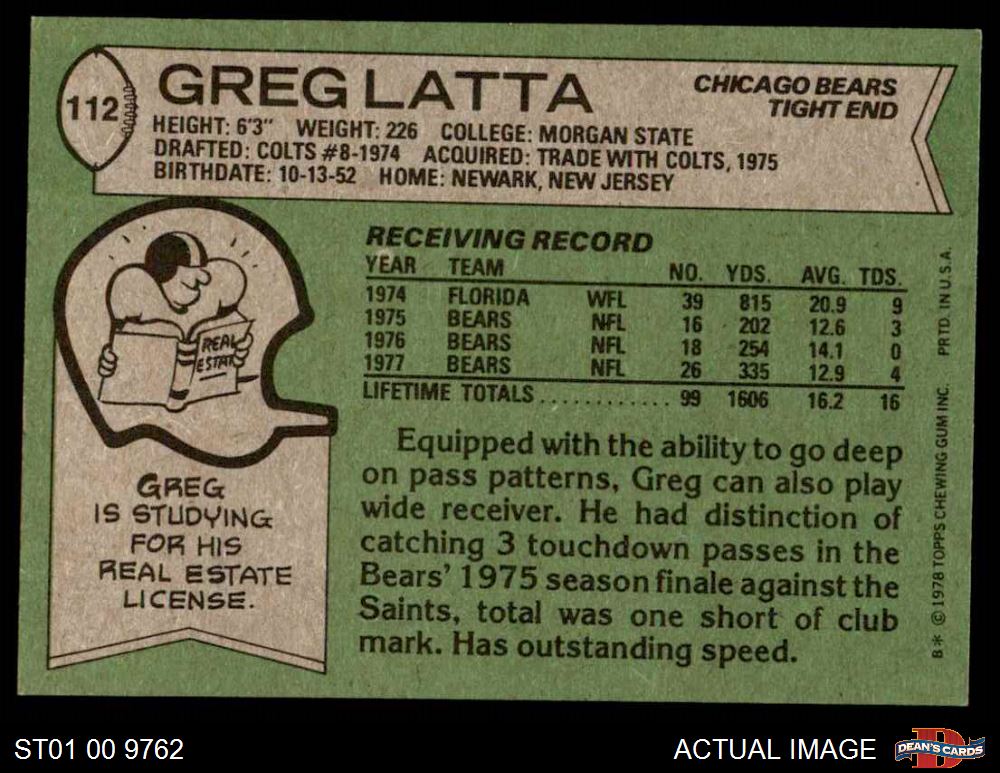 112
GREG LATTA
CHICAGO BEARS
TIGHT END
HEIGHT: 6'3" WEIGHT: 226 COLLEGE: MORGAN STATE
DRAFTED: COLTS #8-1974 ACQUIRED: TRADE WITH COLTS, 1975
BIRTHDATE: 10-13-52 HOME: NEWARK, NEW JERSEY
REAL
ESTATE
GREG
IS STUDYING
FOR HIS
REAL ESTATE
LICENSE.
RECEIVING RECORD
YEAR TEAM NO. YDS. AVG. TDS.
1974 FLORIDA WFL 39 815 20.9 9
1975 BEARS NFL 16 202 12.6 3
1976 BEARS NFL 18 254 14.1 0
1977 BEARS NFL 26 335 12.9 4
LIFETIME TOTALS............ 99 1606 16.2 16
Equipped with the ability to go deep
on pass patterns, Greg can also play
wide receiver. He had distinction of
catching 3 touchdown passes in the
Bears' 1975 season finale against the
Saints, total was one short of club
mark. Has outstanding speed.
B* © 1978 TOPPS CHEWING GUM INC. PRTD. IN U.S.A.
ST01 00 9762
ACTUAL IMAGE
D
DEAN'S CARDS